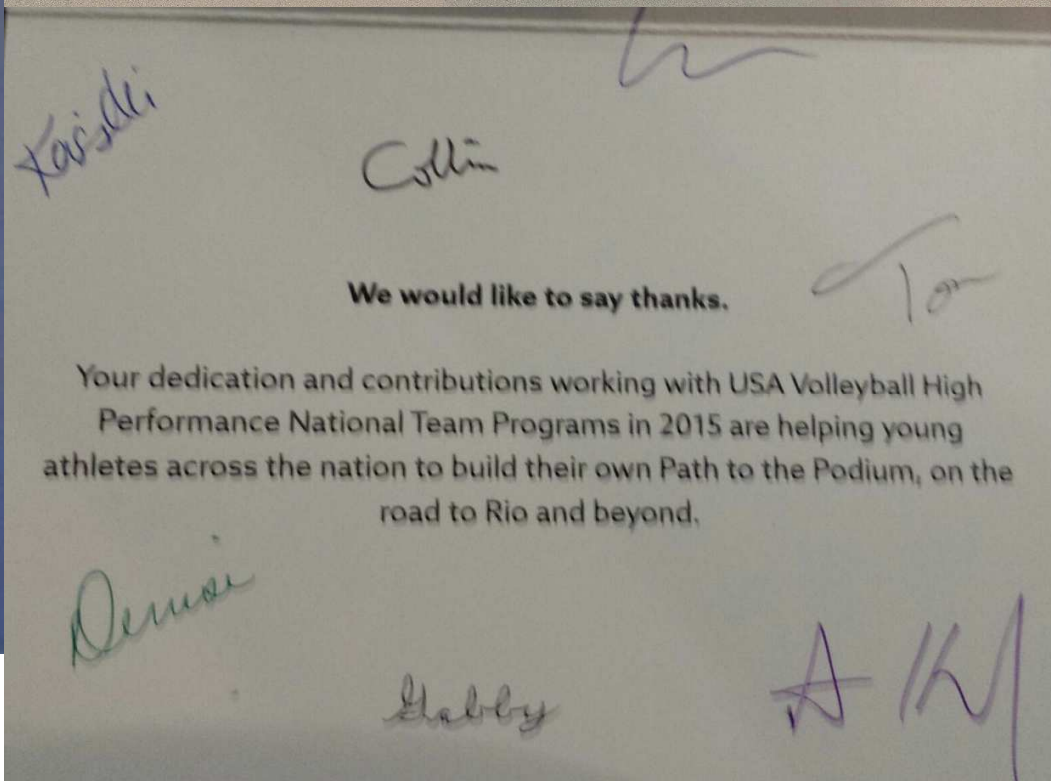 Collin
Tom
We would like to say thanks.
Your dedication and contributions working with USA Volleyball High
Performance National Team Programs in 2015 are helping young
athletes across the nation to build their own Path to the Podium, on the
road to Rio and beyond.
Denise
Gabby